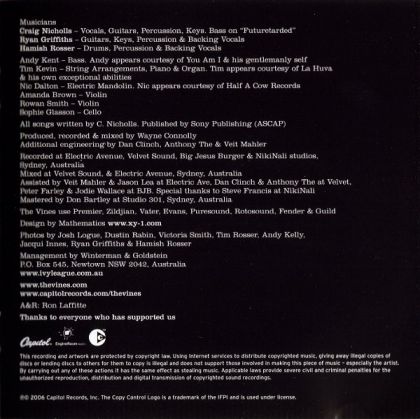 Musicians
Craig Nicholls – Vocals, Guitars, Percussion, Keys. Bass on "Futuretarded"
Ryan Griffiths – Guitars, Keys, Percussion & Backing Vocals
Hamish Rosser – Drums, Percussion & Backing Vocals
Andy Kent – Bass. Andy appears courtesy of You Am I & his gentlemanly self
Tim Kevin – String Arrangements, Piano & Organ. Tim appears courtesy of La Huva
& his own exceptional abilities
Nic Dalton – Electric Mandolin. Nic appears courtesy of Half A Cow Records
Amanda Brown – Violin
Rowan Smith – Violin
Sophie Glasson – Cello
All songs written by C. Nicholls. Published by Sony Publishing (ASCAP)
Produced, recorded & mixed by Wayne Connolly
Additional engineering by Dan Clinch, Anthony The & Veit Mahler
Recorded at Electric Avenue, Velvet Sound, Big Jesus Burger & NikiNali studios,
Sydney, Australia
Mixed at Velvet Sound, & Electric Avenue, Sydney, Australia
Assisted by Veit Mahler & Jason Lea at Electric Ave, Dan Clinch & Anthony The at Velvet,
Peter Farley & Jodie Wallace at BJB. Special thanks to Steve Francis at NikiNali
Mastered by Don Bartley at Studio 301, Sydney, Australia
The Vines use Premier, Zildjian, Vater, Evans, Puresound, Rotosound, Fender & Guild
Design by Mathematics www.xy-1.com
Photos by Josh Logue, Dustin Rabin, Victoria Smith, Tim Rosser, Andy Kelly,
Jacqui Innes, Ryan Griffiths & Hamish Rosser
Management by Winterman & Goldstein
P.O. Box 545, Newtown NSW 2042, Australia
www.ivyleague.com.au
www.thevines.com
www.capitolrecords.com/thevines
A&R: Ron Laffitte
Thanks to everyone who has supported us
Capitol
This recording and artwork are protected by copyright law. Using Internet services to distribute copyrighted music, giving away illegal copies of
discs or lending discs to others for them to copy is illegal and does not support those involved in making this piece of music – especially the artist.
By carrying out any of these actions it has the same effect as stealing music. Applicable laws provide severe civil and criminal penalties for the
unauthorized reproduction, distribution and digital transmission of copyrighted sound recordings.
℗© 2006 Capitol Records, Inc. The Copy Control Logo is a trademark of the IFPI and is used under license.